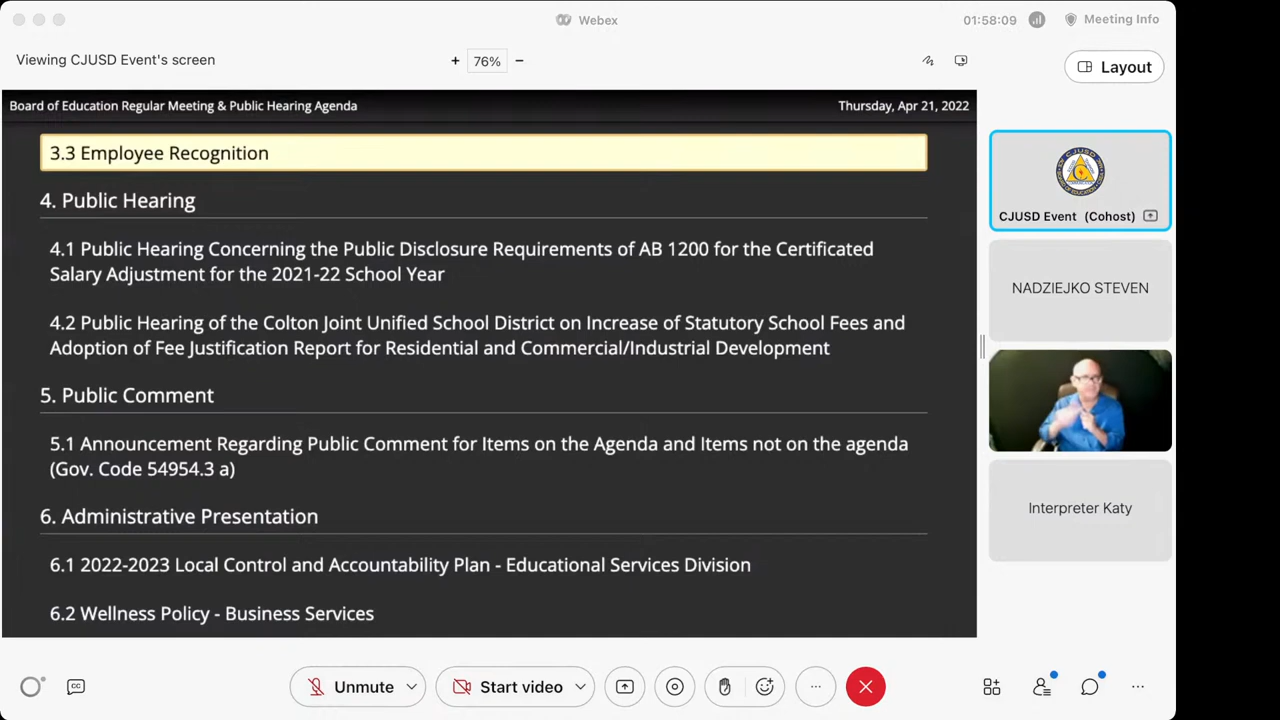 Webex
01:58:09
Meeting Info
Viewing CJUSD Event's screen
+ 76% −
Layout
Board of Education Regular Meeting & Public Hearing Agenda
Thursday, Apr 21, 2022
3.3 Employee Recognition
4. Public Hearing
4.1 Public Hearing Concerning the Public Disclosure Requirements of AB 1200 for the Certificated
Salary Adjustment for the 2021-22 School Year
4.2 Public Hearing of the Colton Joint Unified School District on Increase of Statutory School Fees and
Adoption of Fee Justification Report for Residential and Commercial/Industrial Development
5. Public Comment
5.1 Announcement Regarding Public Comment for Items on the Agenda and Items not on the agenda
(Gov. Code 54954.3 a)
6. Administrative Presentation
6.1 2022-2023 Local Control and Accountability Plan - Educational Services Division
6.2 Wellness Policy - Business Services
CJUSD Event (Cohost)
NADZIEJKO STEVEN
Interpreter Katy
CC
Unmute
Start video